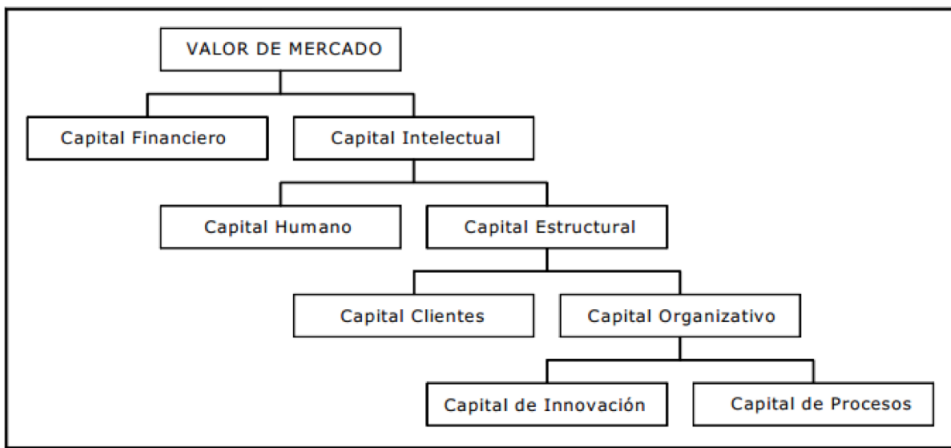 VALOR DE MERCADO
Capital Financiero
Capital Intelectual
Capital Humano
Capital Estructural
Capital Clientes
Capital Organizativo
Capital de Innovación
Capital de Procesos